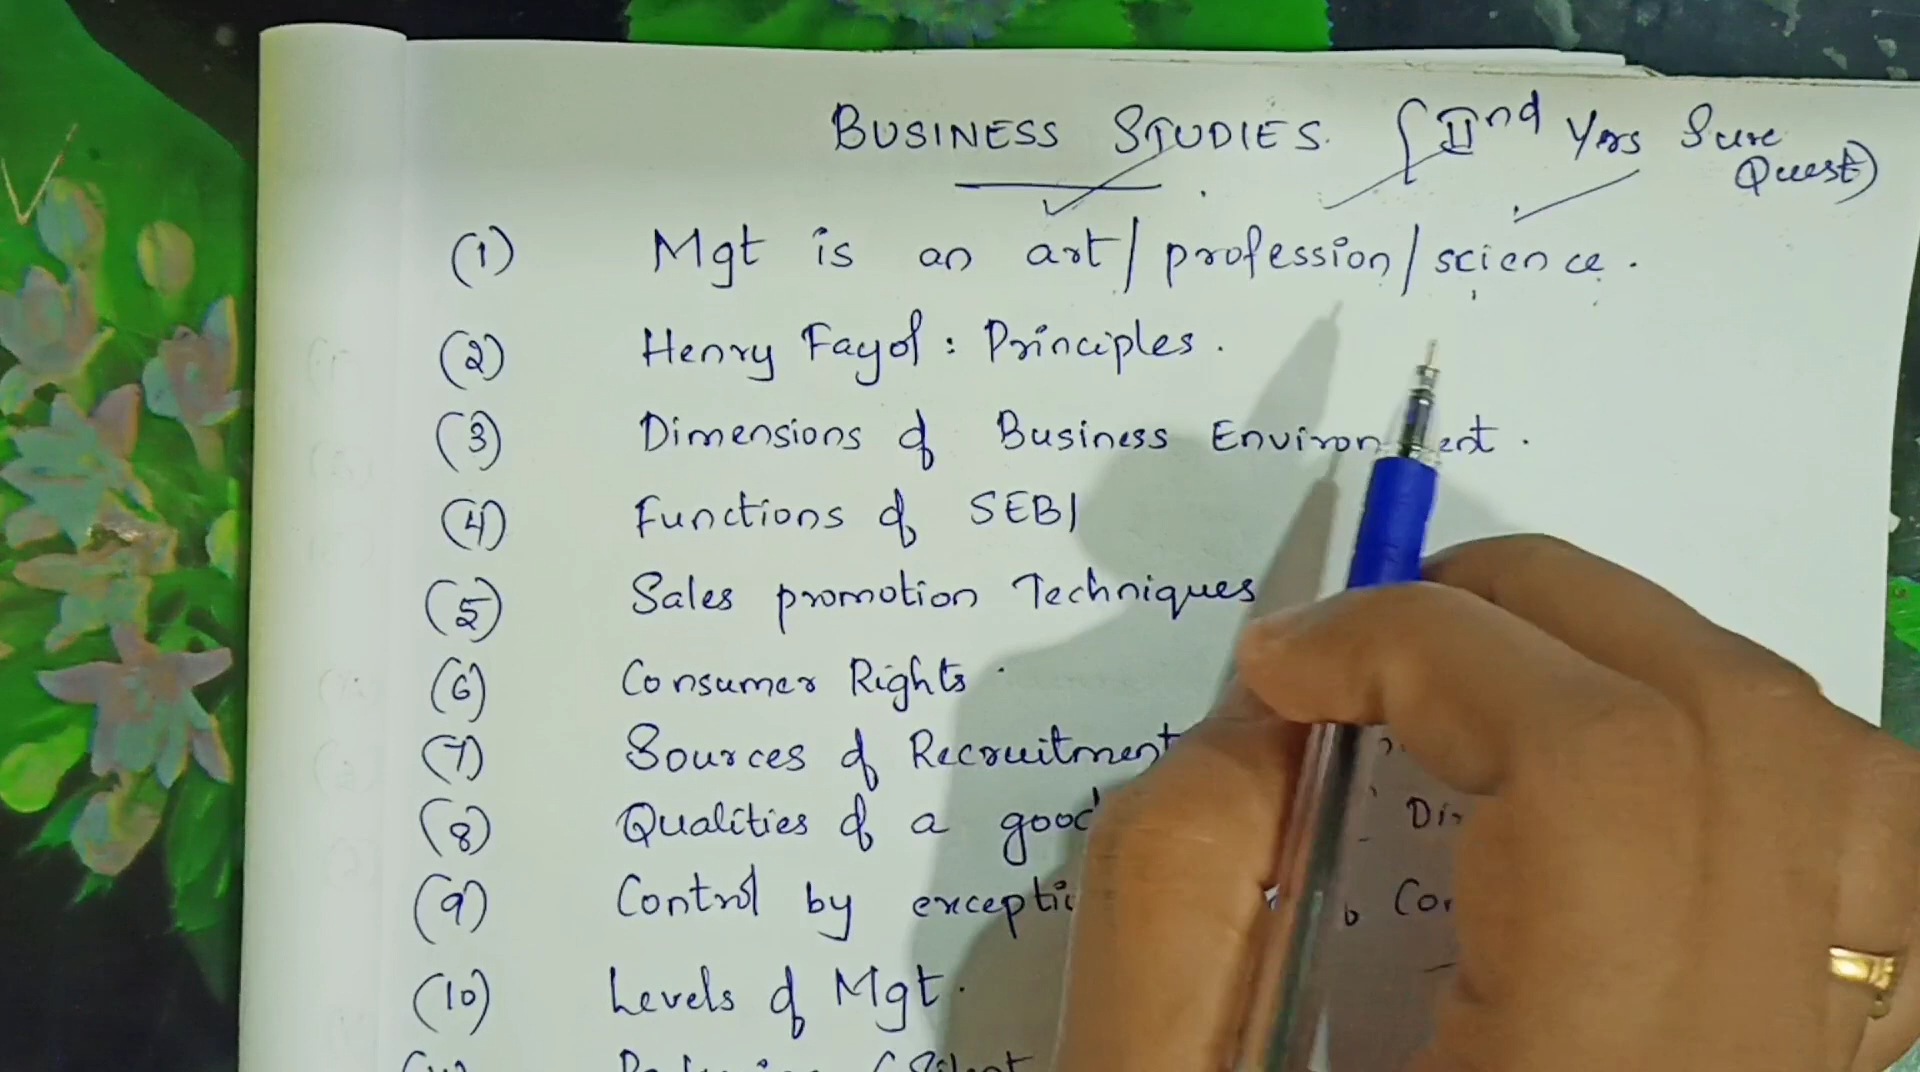 BUSINESS STUDIES. (IInd Yrs Sure Quest)
(1) Mgt is an art/ profession/ science.
(2) Henry Fayol : Principles.
(3) Dimensions of Business Environment.
(4) Functions of SEBI
(5) Sales promotion Techniques
(6) Consumer Rights.
(7) Sources of Recruitment
(8) Qualities of a good
(9) Control by
(10) Levels of Mgt.